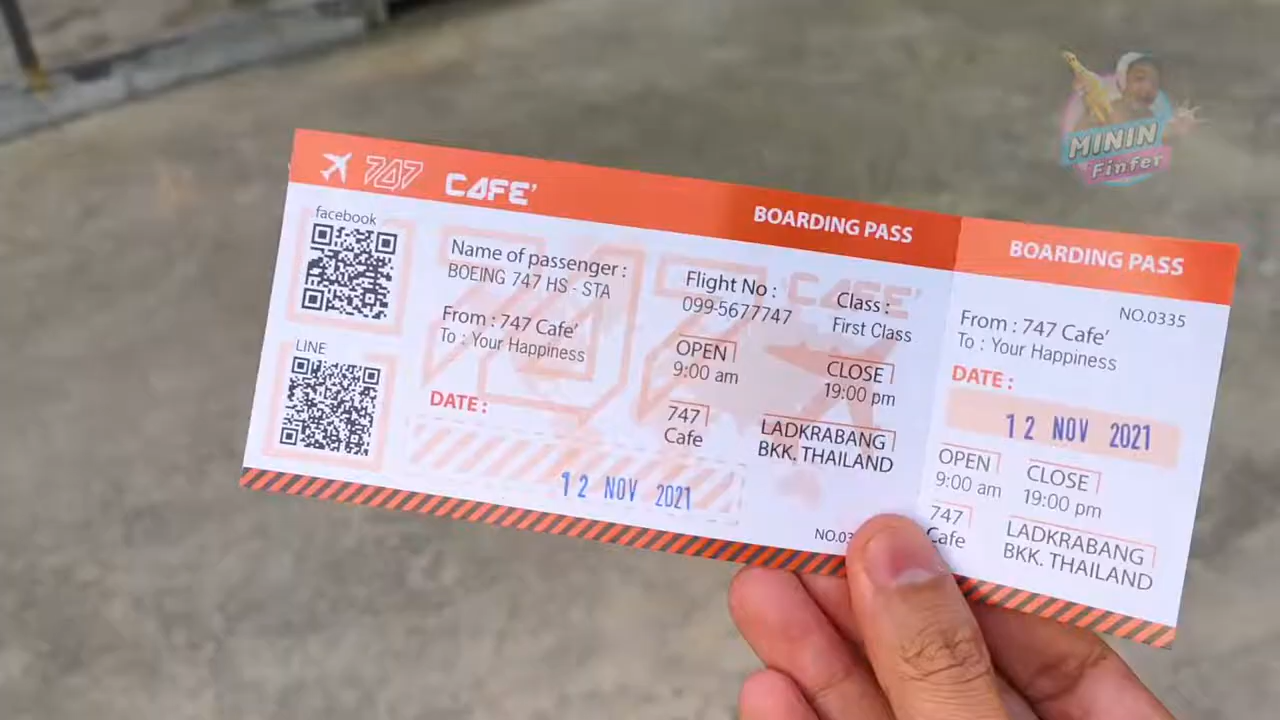 747 CAFE'
BOARDING PASS
facebook
LINE
Name of passenger :
BOEING 747 HS - STA
From : 747 Cafe'
To : Your Happiness
DATE :
12 NOV 2021
Flight No :
099-5677747
Class :
First Class
OPEN
9:00 am
CLOSE
19:00 pm
747
Cafe
LADKRABANG
BKK. THAILAND
BOARDING PASS
NO.0335
From : 747 Cafe'
To : Your Happiness
DATE :
12 NOV 2021
OPEN
9:00 am
CLOSE
19:00 pm
747
Cafe
LADKRABANG
BKK. THAILAND
747
CAFE'
MININ
Finfer